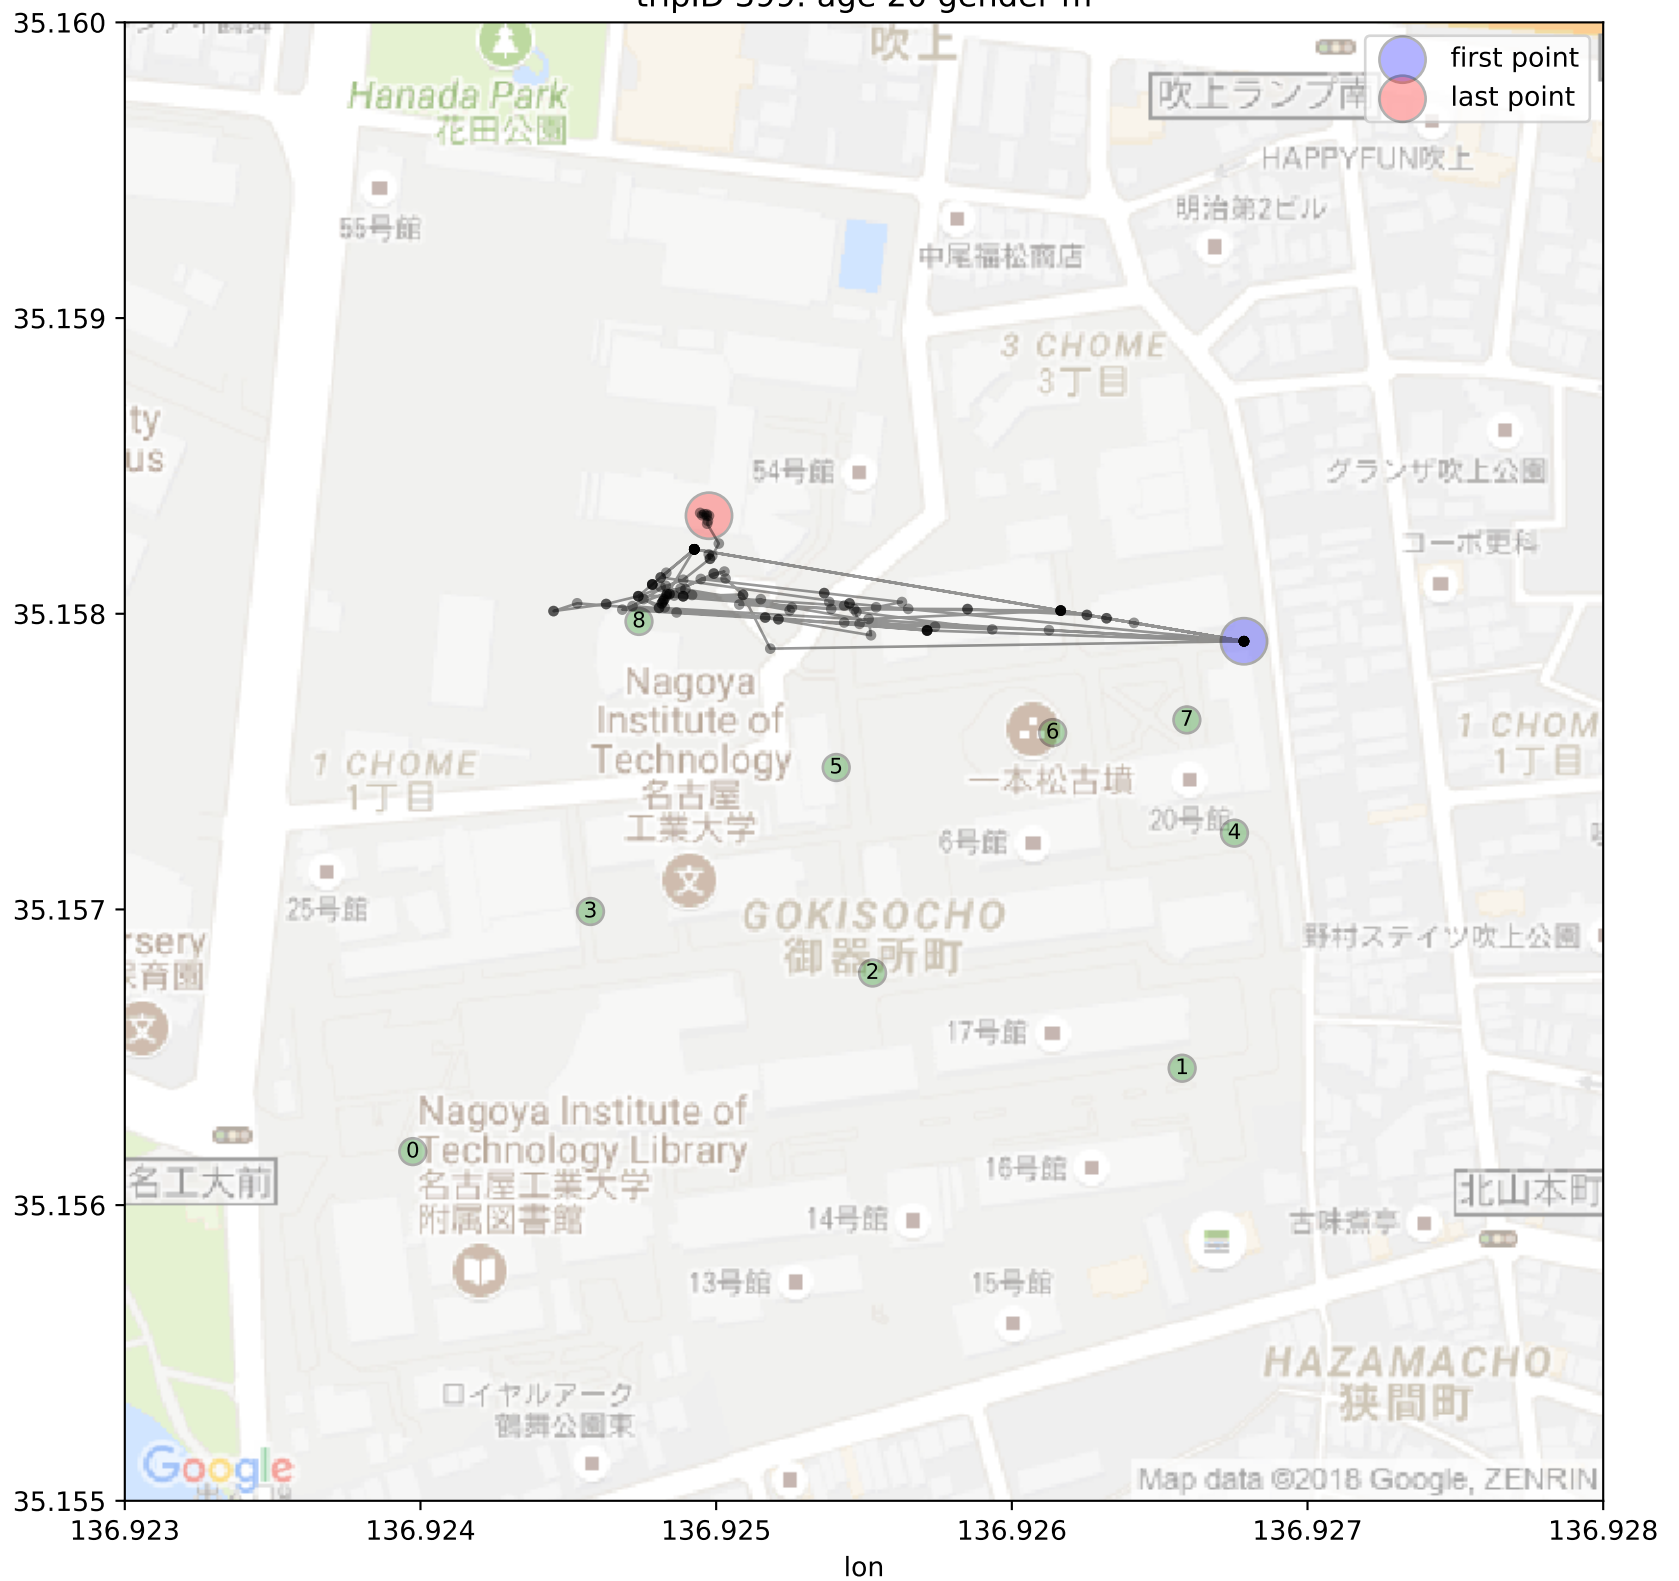 35.160
吹上
first point
last point
吹上ランプ南
Hanada Park
花田公園
HAPPYFUN吹上
明治第2ビル
55号館
中尾福松商店
35.159
3 CHOME
3丁目
ty
us
54号館
グランザ吹上公園
コーポ更科
35.158
8
Nagoya
Institute of
Technology
名古屋
工業大学
7
6
1 CHOM
1丁目
5
1 CHOME
1丁目
一本松古墳
20号館
4
6号館
25号館
35.157
3
GOKISOCHO
御器所町
野村ステイツ吹上公園
rsery
保育園
2
17号館
1
Nagoya Institute of
Technology Library
名古屋工業大学
附属図書館
0
16号館
名工大前
北山本町
35.156
14号館
古味煮亭
13号館
15号館
HAZAMACHO
狭間町
ロイヤルアーク
鶴舞公園東
Google
Map data ©2018 Google, ZENRIN
35.155
136.923
136.924
136.925
136.926
136.927
136.928
lon